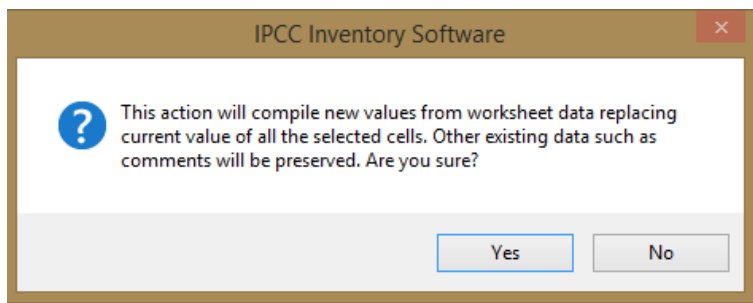 IPCC Inventory Software
This action will compile new values from worksheet data replacing
current value of all the selected cells. Other existing data such as
comments will be preserved. Are you sure?
Yes
No